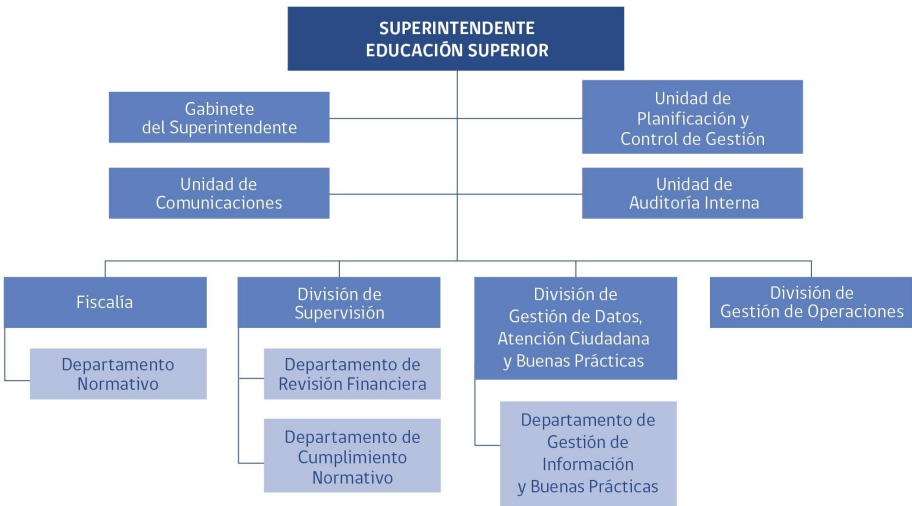 SUPERINTENDENTE
EDUCACIÓN SUPERIOR
Gabinete
del Superintendente
Unidad de
Planificación y
Control de Gestión
Unidad de
Comunicaciones
Unidad de
Auditoría Interna
Fiscalía
División de
Supervisión
División de
Gestión de Datos,
Atención Ciudadana
y Buenas Prácticas
División de
Gestión de Operaciones
Departamento
Normativo
Departamento de
Revisión Financiera
Departamento de
Cumplimiento
Normativo
Departamento de
Gestión de
Información
y Buenas Prácticas